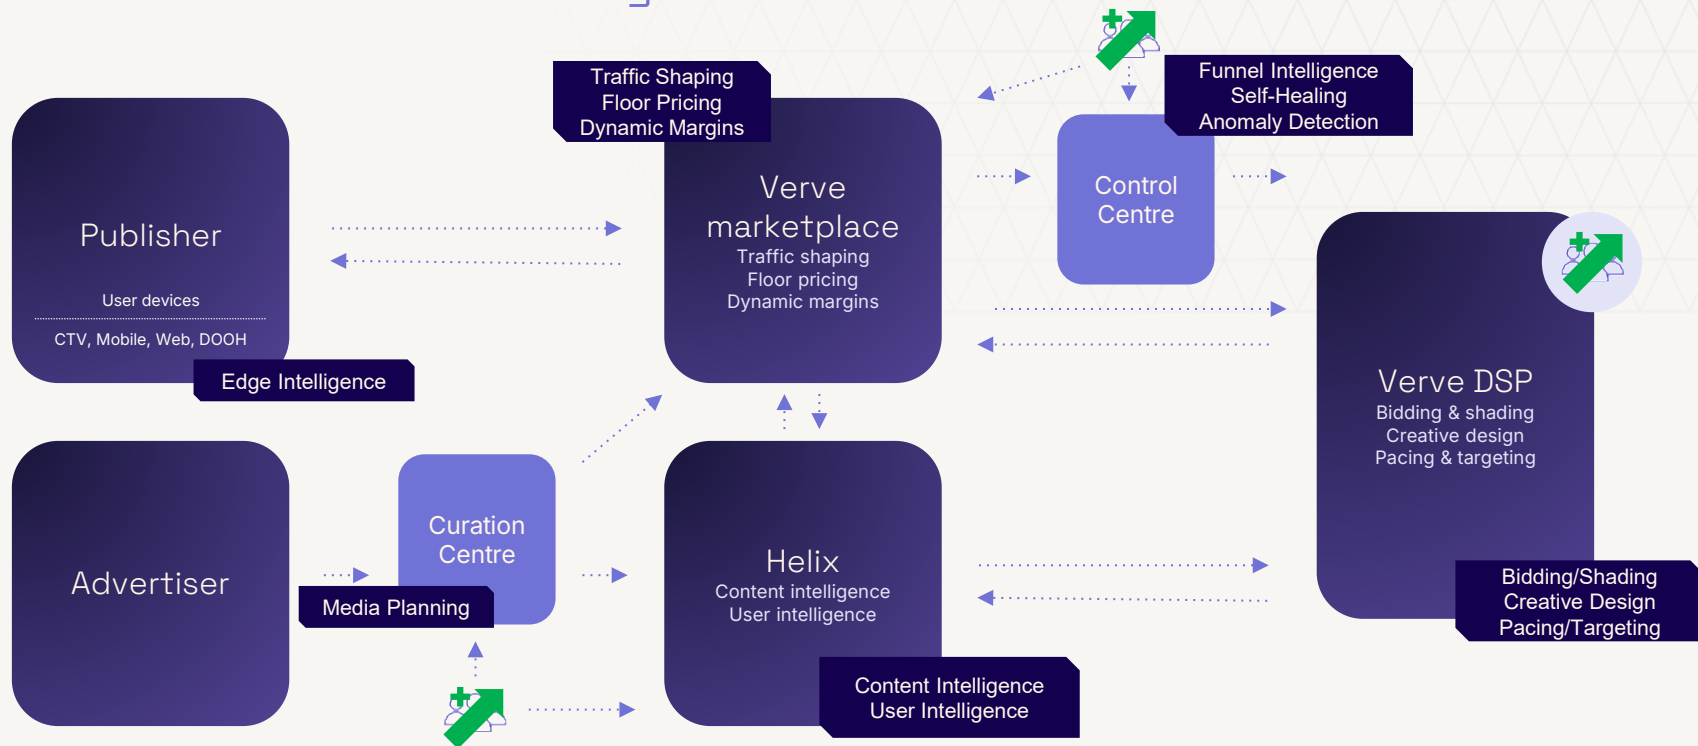 Traffic Shaping
Floor Pricing
Dynamic Margins
Funnel Intelligence
Self-Healing
Anomaly Detection
Publisher
User devices
CTV, Mobile, Web, DOOH
Edge Intelligence
Verve
marketplace
Traffic shaping
Floor pricing
Dynamic margins
Control
Centre
Verve DSP
Bidding & shading
Creative design
Pacing & targeting
Bidding/Shading
Creative Design
Pacing/Targeting
Advertiser
Curation
Centre
Media Planning
Helix
Content intelligence
User intelligence
Content Intelligence
User Intelligence